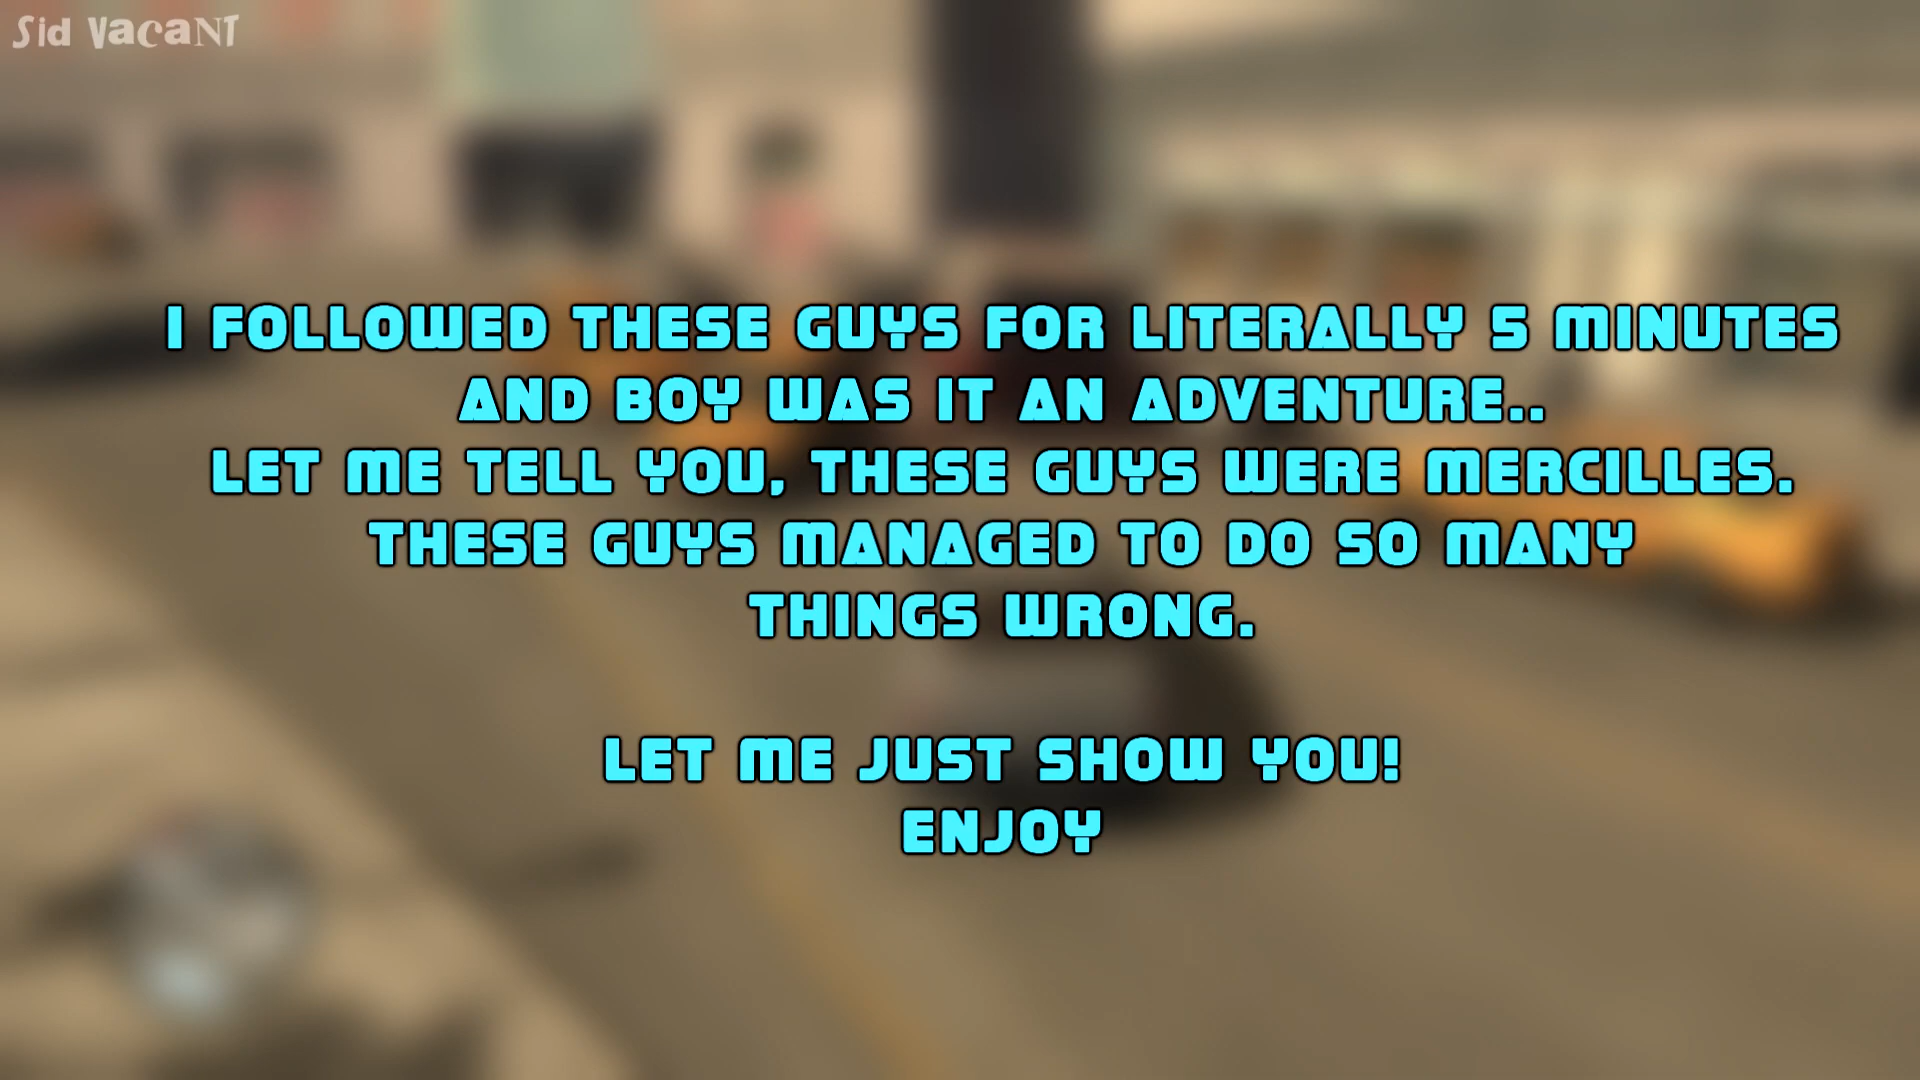 Sid Vacant
I FOLLOWED THESE GUYS FOR LITERALLY 5 MINUTES
AND BOY WAS IT AN ADVENTURE..
LET ME TELL YOU, THESE GUYS WERE MERCILLES.
THESE GUYS MANAGED TO DO SO MANY
THINGS WRONG.
LET ME JUST SHOW YOU!
ENJOY